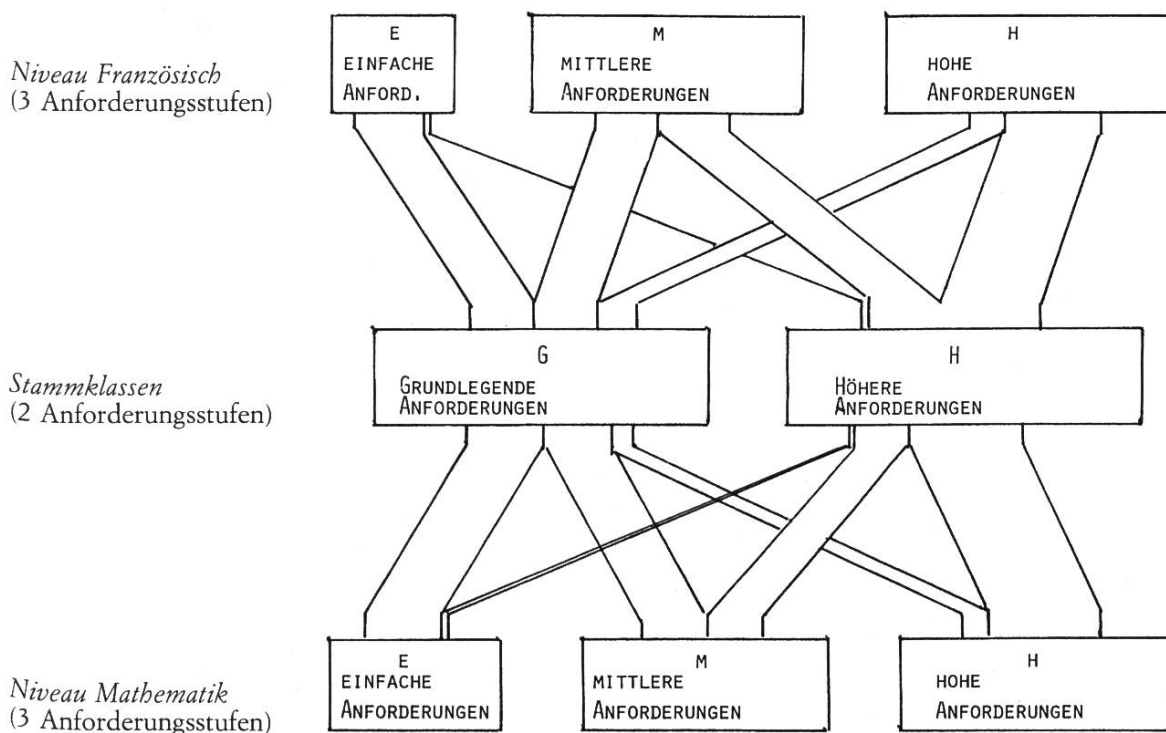 Niveau Französisch
(3 Anforderungsstufen)
E
EINFACHE
ANFORD.
M
MITTLERE
ANFORDERUNGEN
H
HOHE
ANFORDERUNGEN
Stammklassen
(2 Anforderungsstufen)
G
GRUNDLEGENDE
ANFORDERUNGEN
H
HÖHERE
ANFORDERUNGEN
Niveau Mathematik
(3 Anforderungsstufen)
E
EINFACHE
ANFORDERUNGEN
M
MITTLERE
ANFORDERUNGEN
H
HOHE
ANFORDERUNGEN